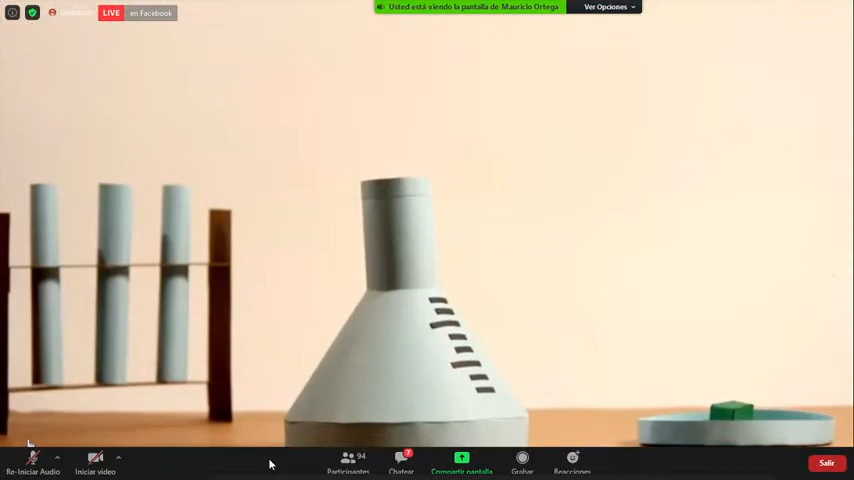 LIVE en Facebook
Usted está viendo la pantalla de Mauricio Ortega
Ver Opciones
Re-Iniciar Audio
Iniciar video
94
Participantes
7
Chatear
Compartir pantalla
Grabar
Reacciones
Salir